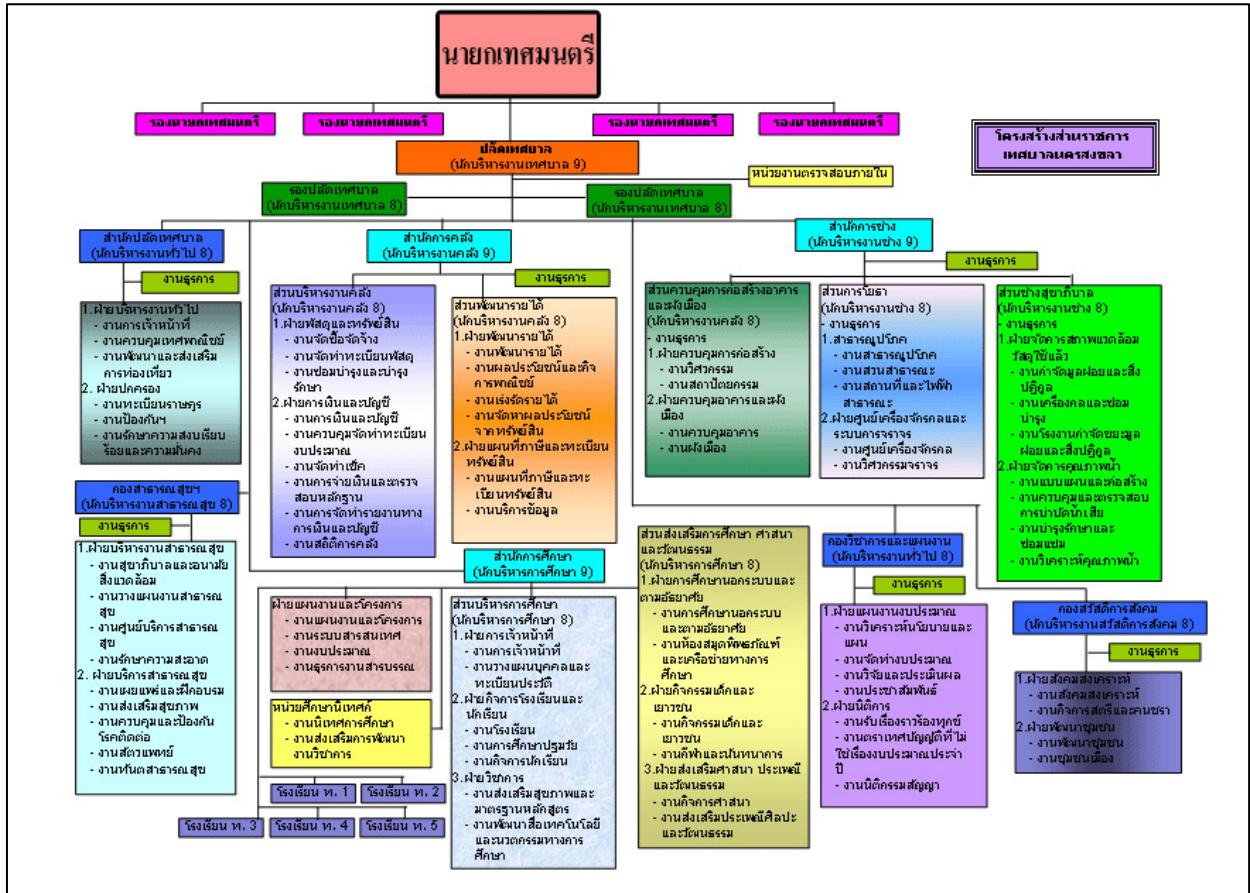 นายกเทศมนตรี
รองนายกเทศมนตรี
รองนายกเทศมนตรี
รองนายกเทศมนตรี
รองนายกเทศมนตรี
โครงสร้างส่วนราชการ
เทศบาลนครสงขลา
ปลัดเทศบาล
(นักบริหารงานเทศบาล 9)
หน่วยงานตรวจสอบภายใน
รองปลัดเทศบาล
(นักบริหารงานเทศบาล 8)
รองปลัดเทศบาล
(นักบริหารงานเทศบาล 8)
สำนักปลัดเทศบาล
(นักบริหารงานทั่วไป 8)
งานธุรการ
1.ฝ่ายบริหารงานทั่วไป
- งานการเจ้าหน้าที่
- งานควบคุมเทศพาณิชย์
- งานพัฒนาและส่งเสริม
การท่องเที่ยว
2. ฝ่ายปกครอง
- งานทะเบียนราษฎร
- งานป้องกันฯ
- งานรักษาความสงบเรียบ
ร้อยและความมั่นคง
กองสาธารณสุขฯ
(นักบริหารงานสาธารณสุข 8)
งานธุรการ
1.ฝ่ายบริหารงานสาธารณสุข
- งานสุขาภิบาลและอนามัย
สิ่งแวดล้อม
- งานวางแผนงานสาธารณ
สุข
- งานศูนย์บริการสาธารณ
สุข
- งานรักษาความสะอาด
2. ฝ่ายบริการสาธารณสุข
- งานเผยแพร่และฝึกอบรม
- งานส่งเสริมสุขภาพ
- งานควบคุมและป้องกัน
โรคติดต่อ
- งานสัตวแพทย์
- งานทันตสาธารณสุข
สำนักการคลัง
(นักบริหารงานคลัง 9)
งานธุรการ
ส่วนบริหารงานคลัง
(นักบริหารงานคลัง 8)
1.ฝ่ายพัสดุและทรัพย์สิน
- งานจัดซื้อจัดจ้าง
- งานจัดทำทะเบียนพัสดุ
- งานซ่อมบำรุงและบำรุง
รักษา
2.ฝ่ายการเงินและบัญชี
- งานการเงินและบัญชี
- งานควบคุมจัดทำทะเบียน
งบประมาณ
- งานจัดทำเช็ค
- งานการจ่ายเงินและตรวจ
สอบหลักฐาน
- งานการจัดทำรายงานทาง
การเงินและบัญชี
- งานสถิติการคลัง
ส่วนพัฒนารายได้
(นักบริหารงานคลัง 8)
1.ฝ่ายพัฒนารายได้
- งานพัฒนารายได้
- งานผลประโยชน์และกิจ
การพาณิชย์
- งานเร่งรัดรายได้
- งานจัดหาผลประโยชน์
จากทรัพย์สิน
2.ฝ่ายแผนที่ภาษีและทะเบียน
ทรัพย์สิน
- งานแผนที่ภาษีและทะ
เบียนทรัพย์สิน
- งานบริการข้อมูล
สำนักการช่าง
(นักบริหารงานช่าง 9)
งานธุรการ
ส่วนควบคุมการก่อสร้างอาคาร
และผังเมือง
(นักบริหารงานคลัง 8)
- งานธุรการ
1.ฝ่ายควบคุมการก่อสร้าง
- งานวิศวกรรม
- งานสถาปัตยกรรม
2.ฝ่ายควบคุมอาคารและผัง
เมือง
- งานควบคุมอาคาร
- งานผังเมือง
ส่วนการโยธา
(นักบริหารงานช่าง 8)
- งานธุรการ
1.สาธารณูปโภค
- งานสาธารณูปโภค
- งานสวนสาธารณะ
- งานสถานที่และไฟฟ้า
สาธารณะ
2.ฝ่ายศูนย์เครื่องจักรกลและ
ระบบการจราจร
- งานศูนย์เครื่องจักรกล
- งานวิศวกรรมจราจร
ส่วนช่างสุขาภิบาล
(นักบริหารงานช่าง 8)
- งานธุรการ
1.ฝ่ายจัดการสภาพแวดล้อม
วัสดุใช้แล้ว
- งานกำจัดมูลฝอยและสิ่ง
ปฏิกูล
- งานเครื่องกลและซ่อม
บำรุง
- งานโรงงานกำจัดขยะมูล
ฝอยและสิ่งปฏิกูล
2.ฝ่ายจัดการคุณภาพน้ำ
- งานแบบแผนและก่อสร้าง
- งานควบคุมและตรวจสอบ
การบำบัดน้ำเสีย
- งานบำรุงรักษาและ
ซ่อมแซม
- งานวิเคราะห์คุณภาพน้ำ
สำนักการศึกษา
(นักบริหารการศึกษา 9)
ฝ่ายแผนงานและโครงการ
- งานแผนงานและโครงการ
- งานระบบสารสนเทศ
- งานงบประมาณ
- งานธุรการงานสารบรรณ
หน่วยศึกษานิเทศก์
- งานนิเทศการศึกษา
- งานส่งเสริมการพัฒนา
งานวิชาการ
โรงเรียน ท. 1
โรงเรียน ท. 2
โรงเรียน ท. 3
โรงเรียน ท. 4
โรงเรียน ท. 5
ส่วนบริหารการศึกษา
(นักบริหารการศึกษา 8)
1.ฝ่ายการเจ้าหน้าที่
- งานการเจ้าหน้าที่
- งานวางแผนบุคคลและ
ทะเบียนประวัติ
2.ฝ่ายกิจการโรงเรียนและ
นักเรียน
- งานโรงเรียน
- งานการศึกษาปฐมวัย
- งานกิจการนักเรียน
3.ฝ่ายวิชาการ
- งานส่งเสริมสุขภาพและ
มาตรฐานหลักสูตร
- งานพัฒนาสื่อเทคโนโลยี
และนวตกรรมทางการ
ศึกษา
ส่วนส่งเสริมการศึกษา ศาสนา
และวัฒนธรรม
(นักบริหารการศึกษา 8)
1.ฝ่ายการศึกษานอกระบบและ
ตามอัธยาศัย
- งานการศึกษานอกระบบ
และตามอัธยาศัย
- งานห้องสมุดพิพธภัณฑ์
และเครือข่ายทางการ
ศึกษา
2.ฝ่ายกิจกรรมเด็กและ
เยาวชน
- งานกิจกรรมเด็กและ
เยาวชน
- งานกีฬาและนันทนาการ
3.ฝ่ายส่งเสริมศาสนา ประเพณี
และวัฒนธรรม
- งานกิจการศาสนา
- งานส่งเสริมประเพณีศิลปะ
และวัฒนธรรม
กองวิชาการและแผนงาน
(นักบริหารงานทั่วไป 8)
งานธุรการ
1.ฝ่ายแผนงานงบประมาณ
- งานวิเคราะห์นโยบายและ
แผน
- งานจัดทำงบประมาณ
- งานวิจัยและประเมินผล
- งานประชาสัมพันธ์
2.ฝ่ายนิติการ
- งานรับเรื่องราวร้องทุกข์
- งานตราเทศบัญญัติที่ไม่
ใช่เรื่องงบประมาณประจำ
ปี
- งานนิติกรรมสัญญา
กองสวัสดิการสังคม
(นักบริหารงานสวัสดิการสังคม 8)
งานธุรการ
1.ฝ่ายสังคมสงเคราะห์
- งานสังคมสงเคราะห์
- งานกิจการสตรีและคนชรา
2.ฝ่ายพัฒนาชุมชน
- งานพัฒนาชุมชน
- งานชุมชนเมือง